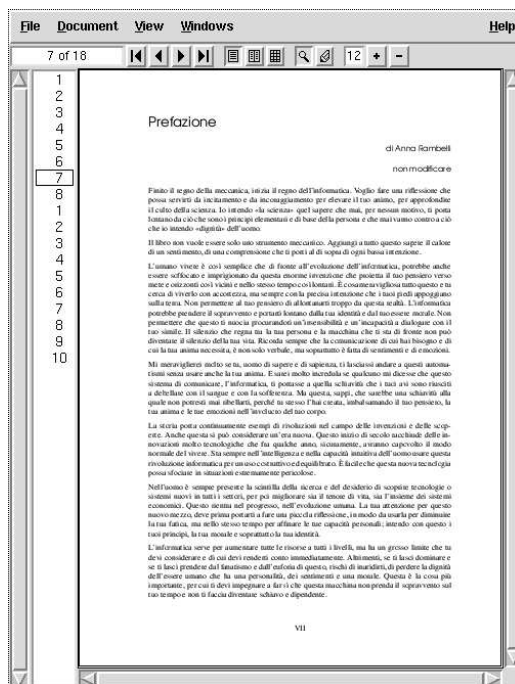 File Document View Windows Help
7 of 18 12 + -
1
2
3
4
5
6
7
8
1
2
3
4
5
6
7
8
9
10
Prefazione
di Anna Rambelli
non modificare
Finito il regno della meccanica, inizia il regno dell'informatica. Voglio fare una riflessione che
possa servirti da incitamento e da incoraggiamento per elevare il tuo animo, per approfondire
il culto della scienza. Io intendo «la scienza» quel sapere che mai, per nessun motivo, ti porta
lontano da ciò che sono i principi elementari e di base della persona e che mai vanno contro a ciò
che io intendo «dignità» dell'uomo.
Il libro non vuole essere solo uno strumento meccanico. Aggiungi a tutto questo sapere il calore
di un sentimento, di una comprensione che ti porti al di sopra di ogni bassa intenzione.
L'umano vivere è così semplice che di fronte all'evoluzione dell'informatica, potrebbe anche
essere soffocato e imprigionato da questa enorme invenzione che proietta il tuo pensiero verso
mete e orizzonti così vicini e nello stesso tempo così lontani. È cosa meravigliosa tutto questo e tu
cerca di viverlo con accortezza, ma sempre con la precisa intenzione che i tuoi piedi appoggiano
sulla terra. Non permettere al tuo pensiero di allontanarti troppo da questa realtà. L'informatica
potrebbe prendere il sopravvento e portarti lontano dalla tua identità e dal tuo essere morale. Non
permettere che questo ti nuoccia procurandoti un'insensibilità e un'incapacità a dialogare con il
tuo simile. Il silenzio che regna tra la tua persona e la macchina che ti sta di fronte non può
diventare il silenzio della tua vita. Ricorda sempre che la comunicazione di cui hai bisogno e di
cui la tua anima necessita, è non solo verbale, ma soprattutto è fatta di sentimenti e di emozioni.
Mi meraviglierei molto se tu, uomo di sapere e di sapienza, ti lasciassi andare a questi automa-
tismi senza usare anche la tua anima. E sarei molto incredula se qualcuno mi dicesse che questo
sistema di comunicare, l'informatica, ti portasse a quella schiavitù che i tuoi avi sono riusciti
a debellare con il sangue e con la sofferenza. Ma questa, sappi, che sarebbe una schiavitù alla
quale non potresti mai ribellarti, perché tu stesso l'hai creata, imbalsamando il tuo pensiero, la
tua anima e le tue emozioni nell'involucro del tuo corpo.
La storia porta continuamente esempi di rivoluzioni nel campo delle invenzioni e delle scop-
erte. Anche questa si può considerare un'era nuova. Questo inizio di secolo racchiude delle in-
novazioni molto tecnologiche che fra qualche anno, sicuramente, avranno capovolto il modo
normale del vivere. Sta sempre nell'intelligenza e nella capacità intuitiva dell'uomo usare questa
rivoluzione informatica per un uso costruttivo ed equilibrato. È facile che questa nuova tecnologia
possa sfociare in situazioni estremamente pericolose.
Nell'uomo è sempre presente la scintilla della ricerca e del desiderio di scoprire tecnologie o
sistemi nuovi in tutti i settori, per poi migliorare sia il tenore di vita, sia l'insieme dei sistemi
economici. Questo rientra nel progresso, nell'evoluzione umana. La tua attenzione per questo
nuovo mezzo, deve prima portarti a fare una piccola riflessione, in modo da usarla per diminuire
la tua fatica, ma nello stesso tempo per affinare le tue capacità personali; intendo con questo i
tuoi principi, la tua morale e soprattutto la tua identità.
L'informatica serve per aumentare tutte le risorse a tutti i livelli, ma ha un grosso limite che tu
devi considerare e di cui devi renderti conto immediatamente. Altrimenti, se ti lasci dominare e
se ti lasci prendere dal fanatismo e dall'euforia di questo, rischi di inaridirti, di perdere la dignità
dell'essere umano che ha una personalità, dei sentimenti e una morale. Questa è la cosa più
importante, per cui ti devi impegnare a far sì che questa macchina non prenda il sopravvento sul
tuo tempo e non ti faccia diventare schiavo e dipendente.
VII